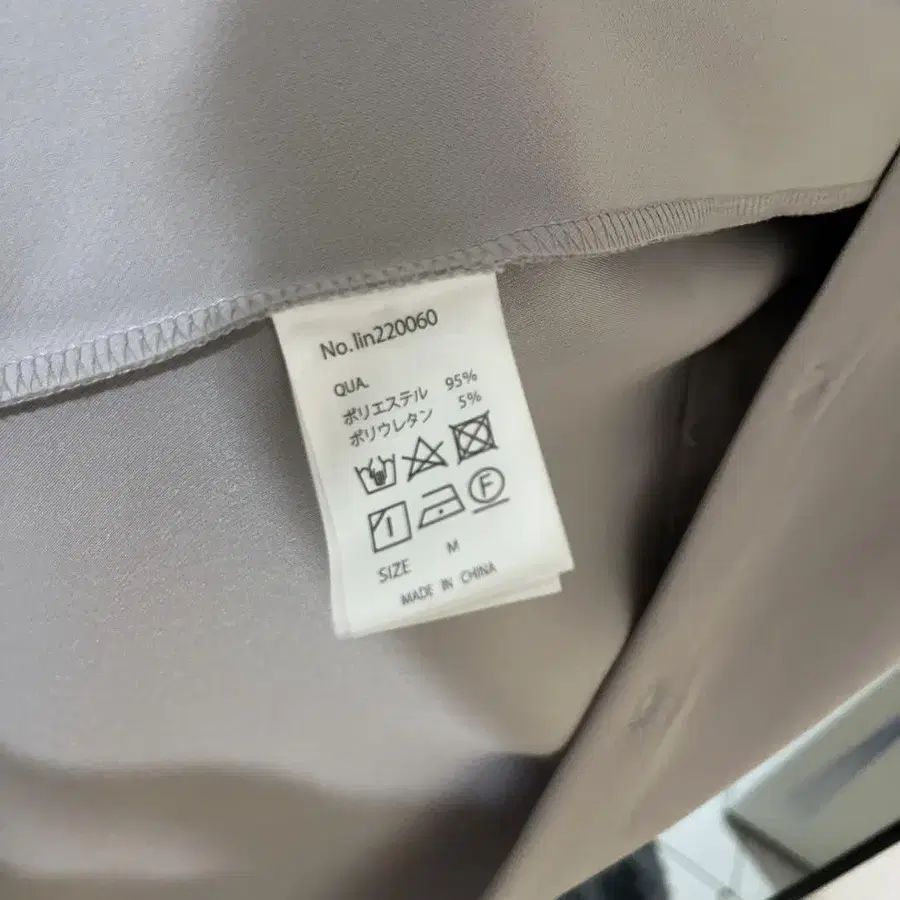 No.lin220060
QUA.
ポリエステル 95%
ポリウレタン 5%
F
SIZE M
MADE IN CHINA